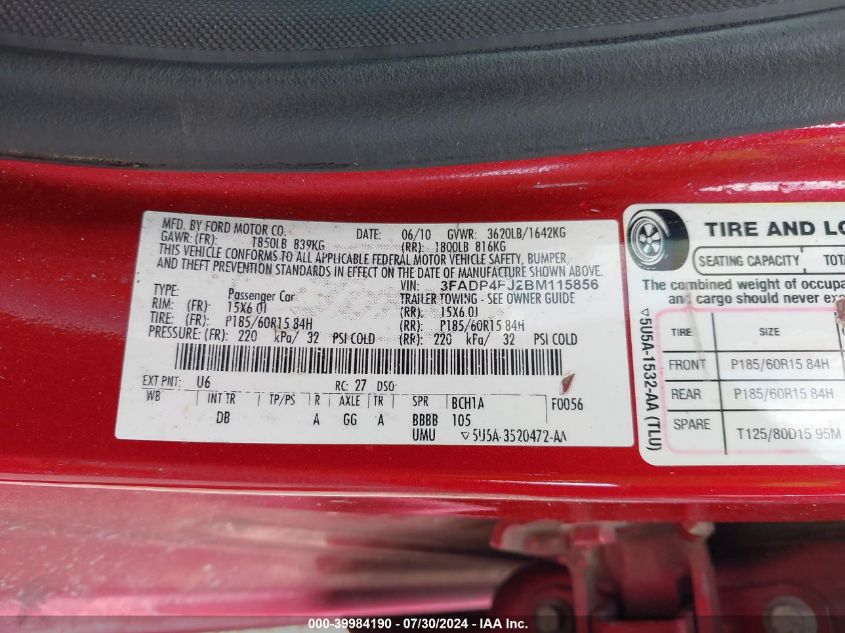 MFD. BY FORD MOTOR CO.
DATE: 06/10 GVWR: 3620LB/1642KG
GAWR: (FR): 1850LB 839KG (RR): 1800LB 816KG
THIS VEHICLE CONFORMS TO ALL APPLICABLE FEDERAL MOTOR VEHICLE SAFETY, BUMPER,
AND THEFT PREVENTION STANDARDS IN EFFECT ON THE DATE OF MANUFACTURE SHOWN ABOVE.
VIN: 3FADP4FJ2BM115856
TYPE: Passenger Car TRAILER TOWING - SEE OWNER GUIDE
RIM: (FR) 15X6.0J (RR): 15X6.0J
TIRE: (FR) P185/60R15 84H (RR) P185/60R15 84H
PRESSURE: (FR): 220 kPa/ 32 PSI COLD (RR): 220 kPa/ 32 PSI COLD
EXT PNT: U6 RC: 27 DSO:
WB INT TR TP/PS R AXLE TR SPR BCH1A F0056
DB A GG A BBBB 105
UMU ▽5U5A-3520472-AA
TIRE AND LO
SEATING CAPACITY TOTA
The combined weight of occupa
and cargo should never exce
▽5U5A-1532-AA (TLU)
TIRE SIZE
FRONT P185/60R15 84H
REAR P185/60R15 84H
SPARE T125/80D15 95M
000-39984190 - 07/30/2024 - IAA Inc.